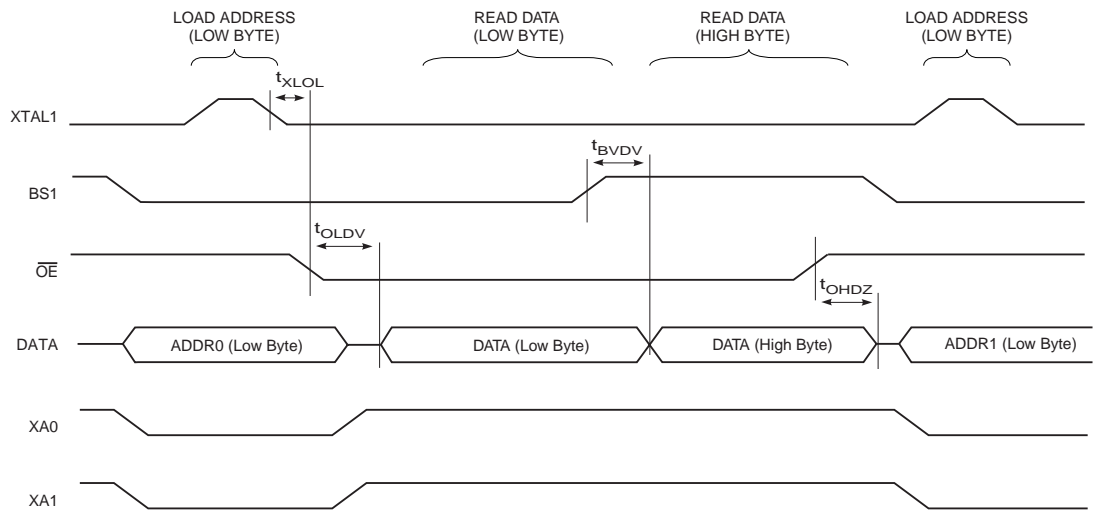 LOAD ADDRESS
(LOW BYTE)
READ DATA
(LOW BYTE)
READ DATA
(HIGH BYTE)
LOAD ADDRESS
(LOW BYTE)
tXLOL
XTAL1
tBVDV
BS1
tOLDV
OE
tOHDZ
DATA
ADDR0 (Low Byte)
DATA (Low Byte)
DATA (High Byte)
ADDR1 (Low Byte)
XA0
XA1